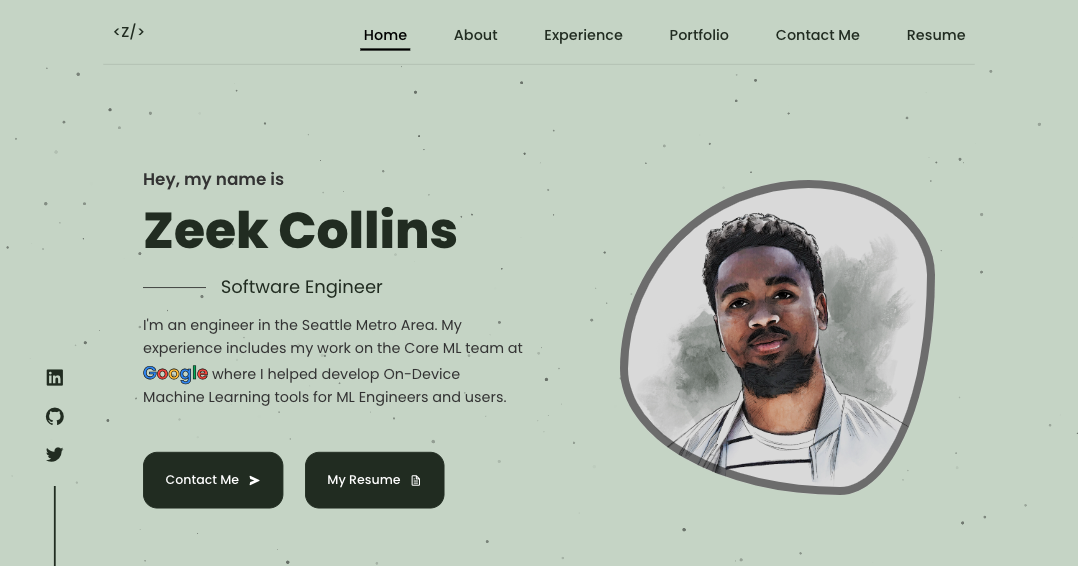 <Z/>
Home About Experience Portfolio Contact Me Resume
Hey, my name is
Zeek Collins
Software Engineer
I'm an engineer in the Seattle Metro Area. My
experience includes my work on the Core ML team at
Google where I helped develop On-Device
Machine Learning tools for ML Engineers and users.
Contact Me My Resume